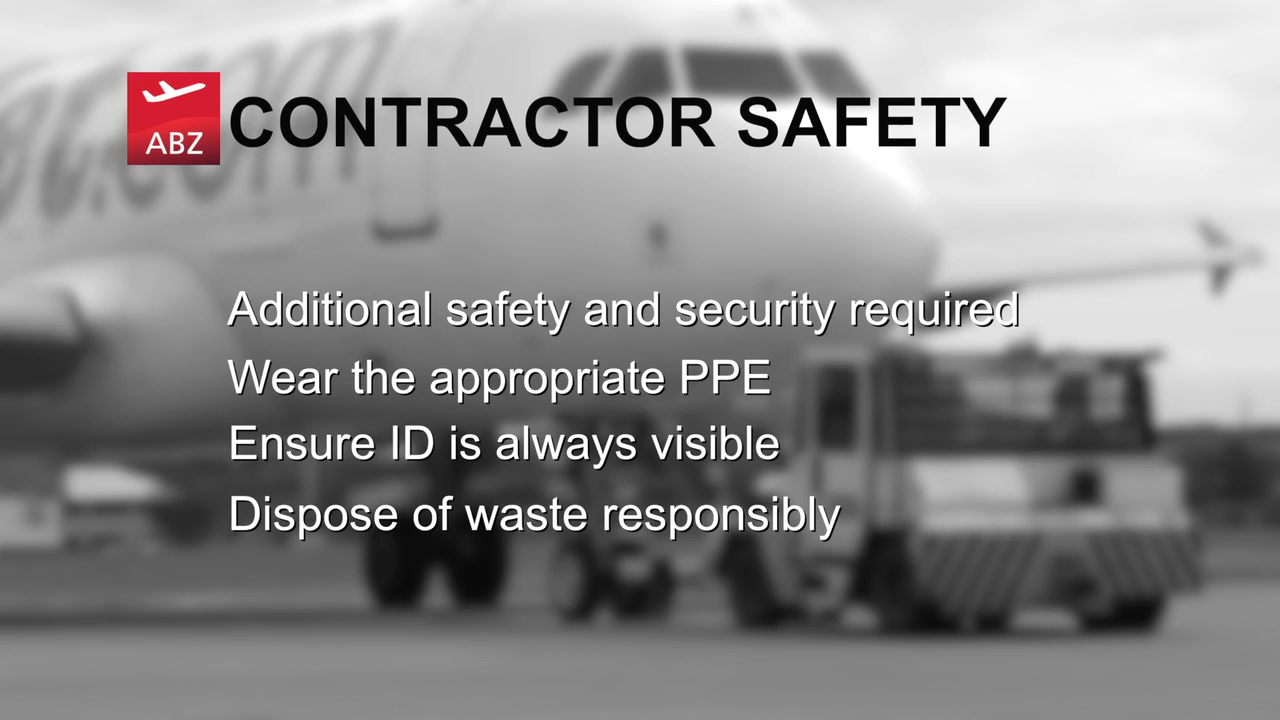 ABZ
CONTRACTOR SAFETY
Additional safety and security required
Wear the appropriate PPE
Ensure ID is always visible
Dispose of waste responsibly